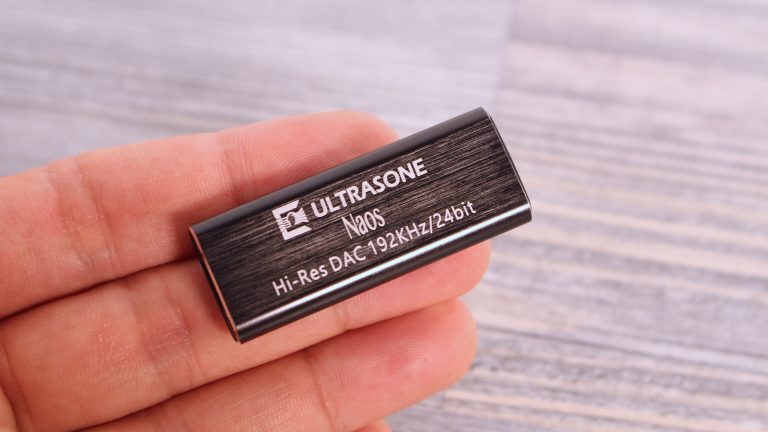 ULTRASONE
Naos
Hi-Res DAC 192KHz/24bit